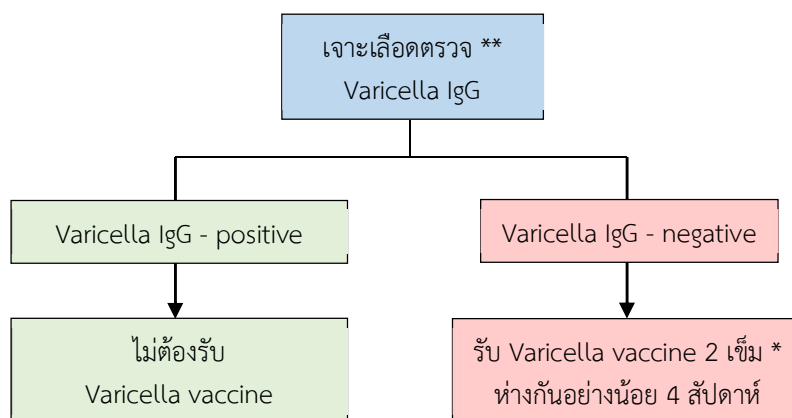 เจาะเลือดตรวจ **
Varicella IgG
Varicella IgG - positive
Varicella IgG - negative
ไม่ต้องรับ
Varicella vaccine
รับ Varicella vaccine 2 เข็ม *
ห่างกันอย่างน้อย 4 สัปดาห์